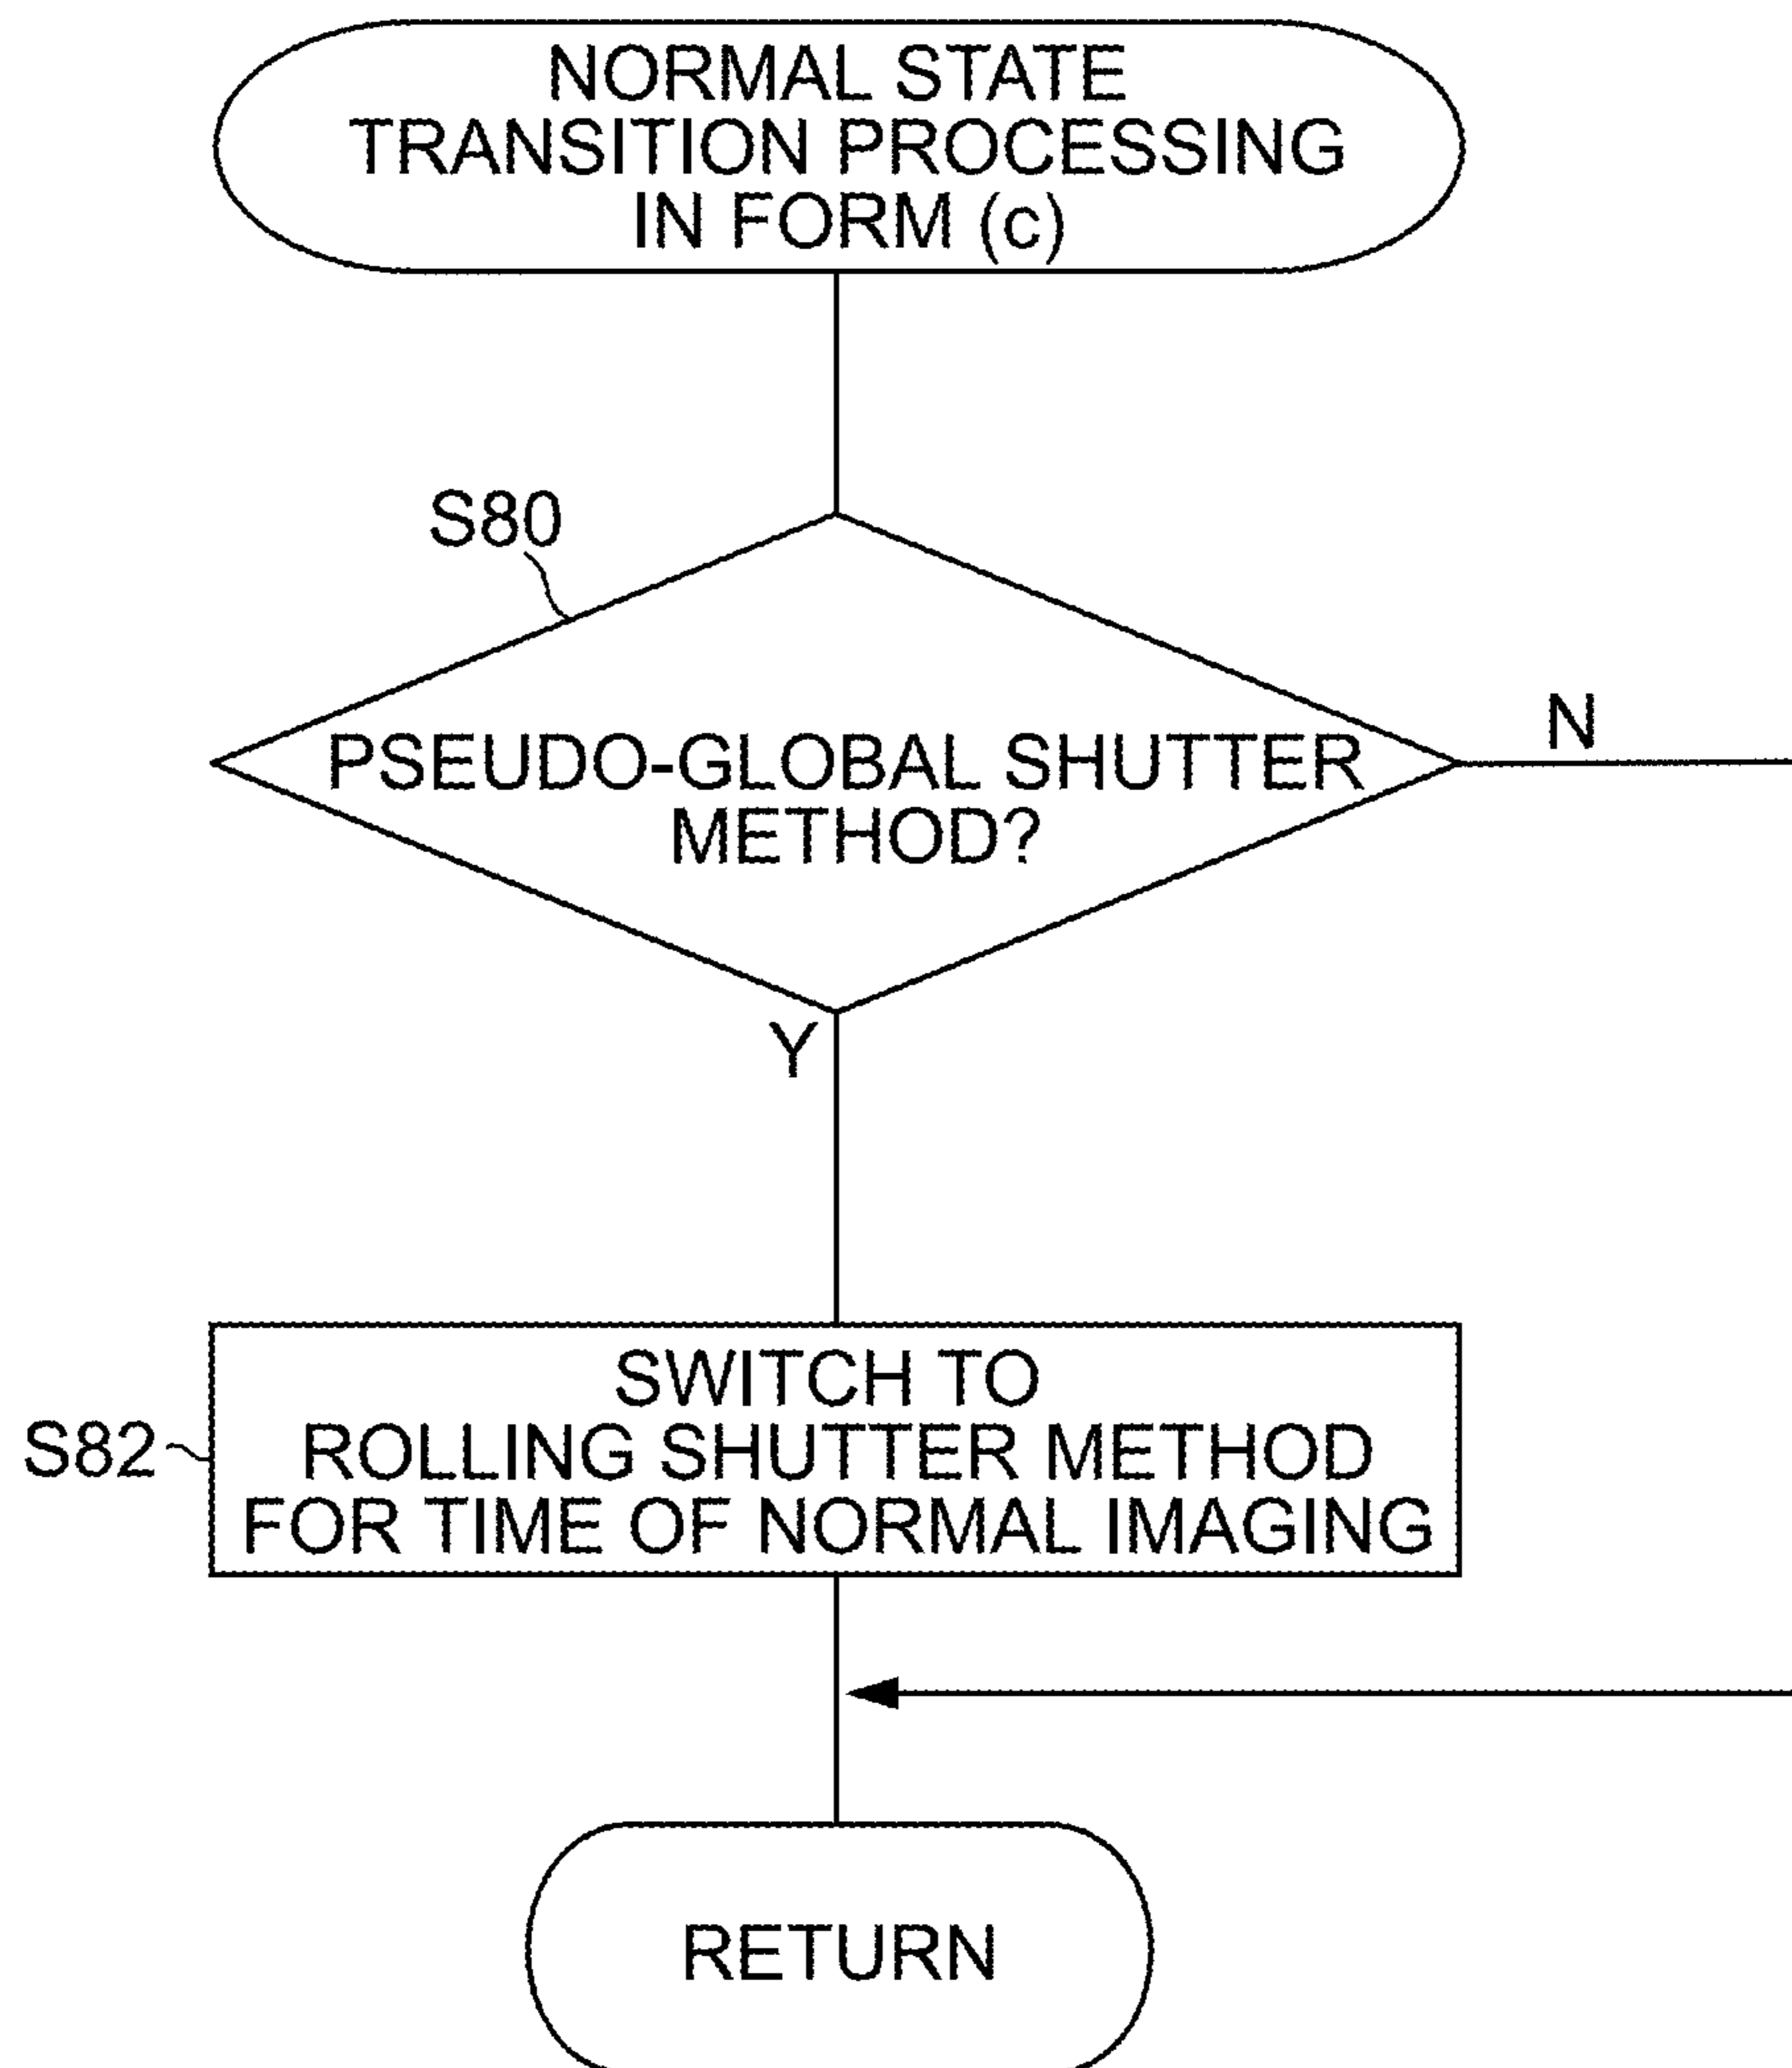 NORMAL STATE
TRANSITION PROCESSING
IN FORM (c)
S80
PSEUDO-GLOBAL SHUTTER
METHOD?
N
Y
S82
SWITCH TO
ROLLING SHUTTER METHOD
FOR TIME OF NORMAL IMAGING
RETURN